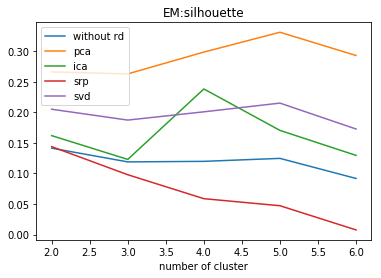 EM:silhouette
without rd
pca
ica
srp
svd
0.30
0.25
0.20
0.15
0.10
0.05
0.00
2.0 2.5 3.0 3.5 4.0 4.5 5.0 5.5 6.0
number of cluster